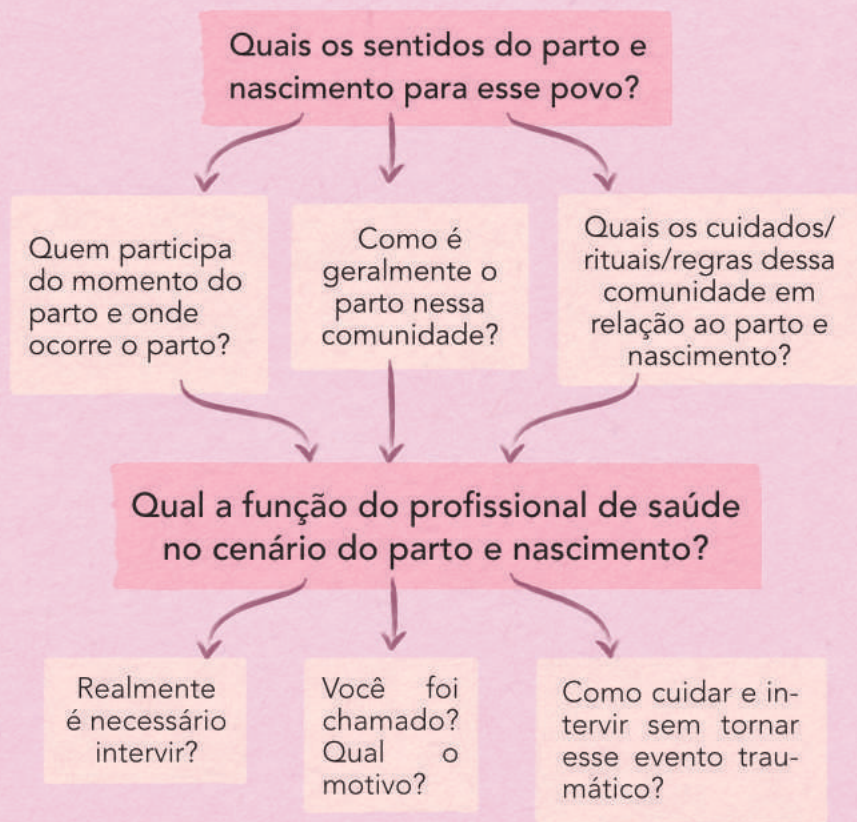 Quais os sentidos do parto e
nascimento para esse povo?
Quem participa
do momento do
parto e onde
ocorre o parto?
Como é
geralmente o
parto nessa
comunidade?
Quais os cuidados/
rituais/regras dessa
comunidade em
relação ao parto e
nascimento?
Qual a função do profissional de saúde
no cenário do parto e nascimento?
Realmente
é necessário
intervir?
Você foi
chamado?
Qual o
motivo?
Como cuidar e in-
tervir sem tornar
esse evento trau-
mático?